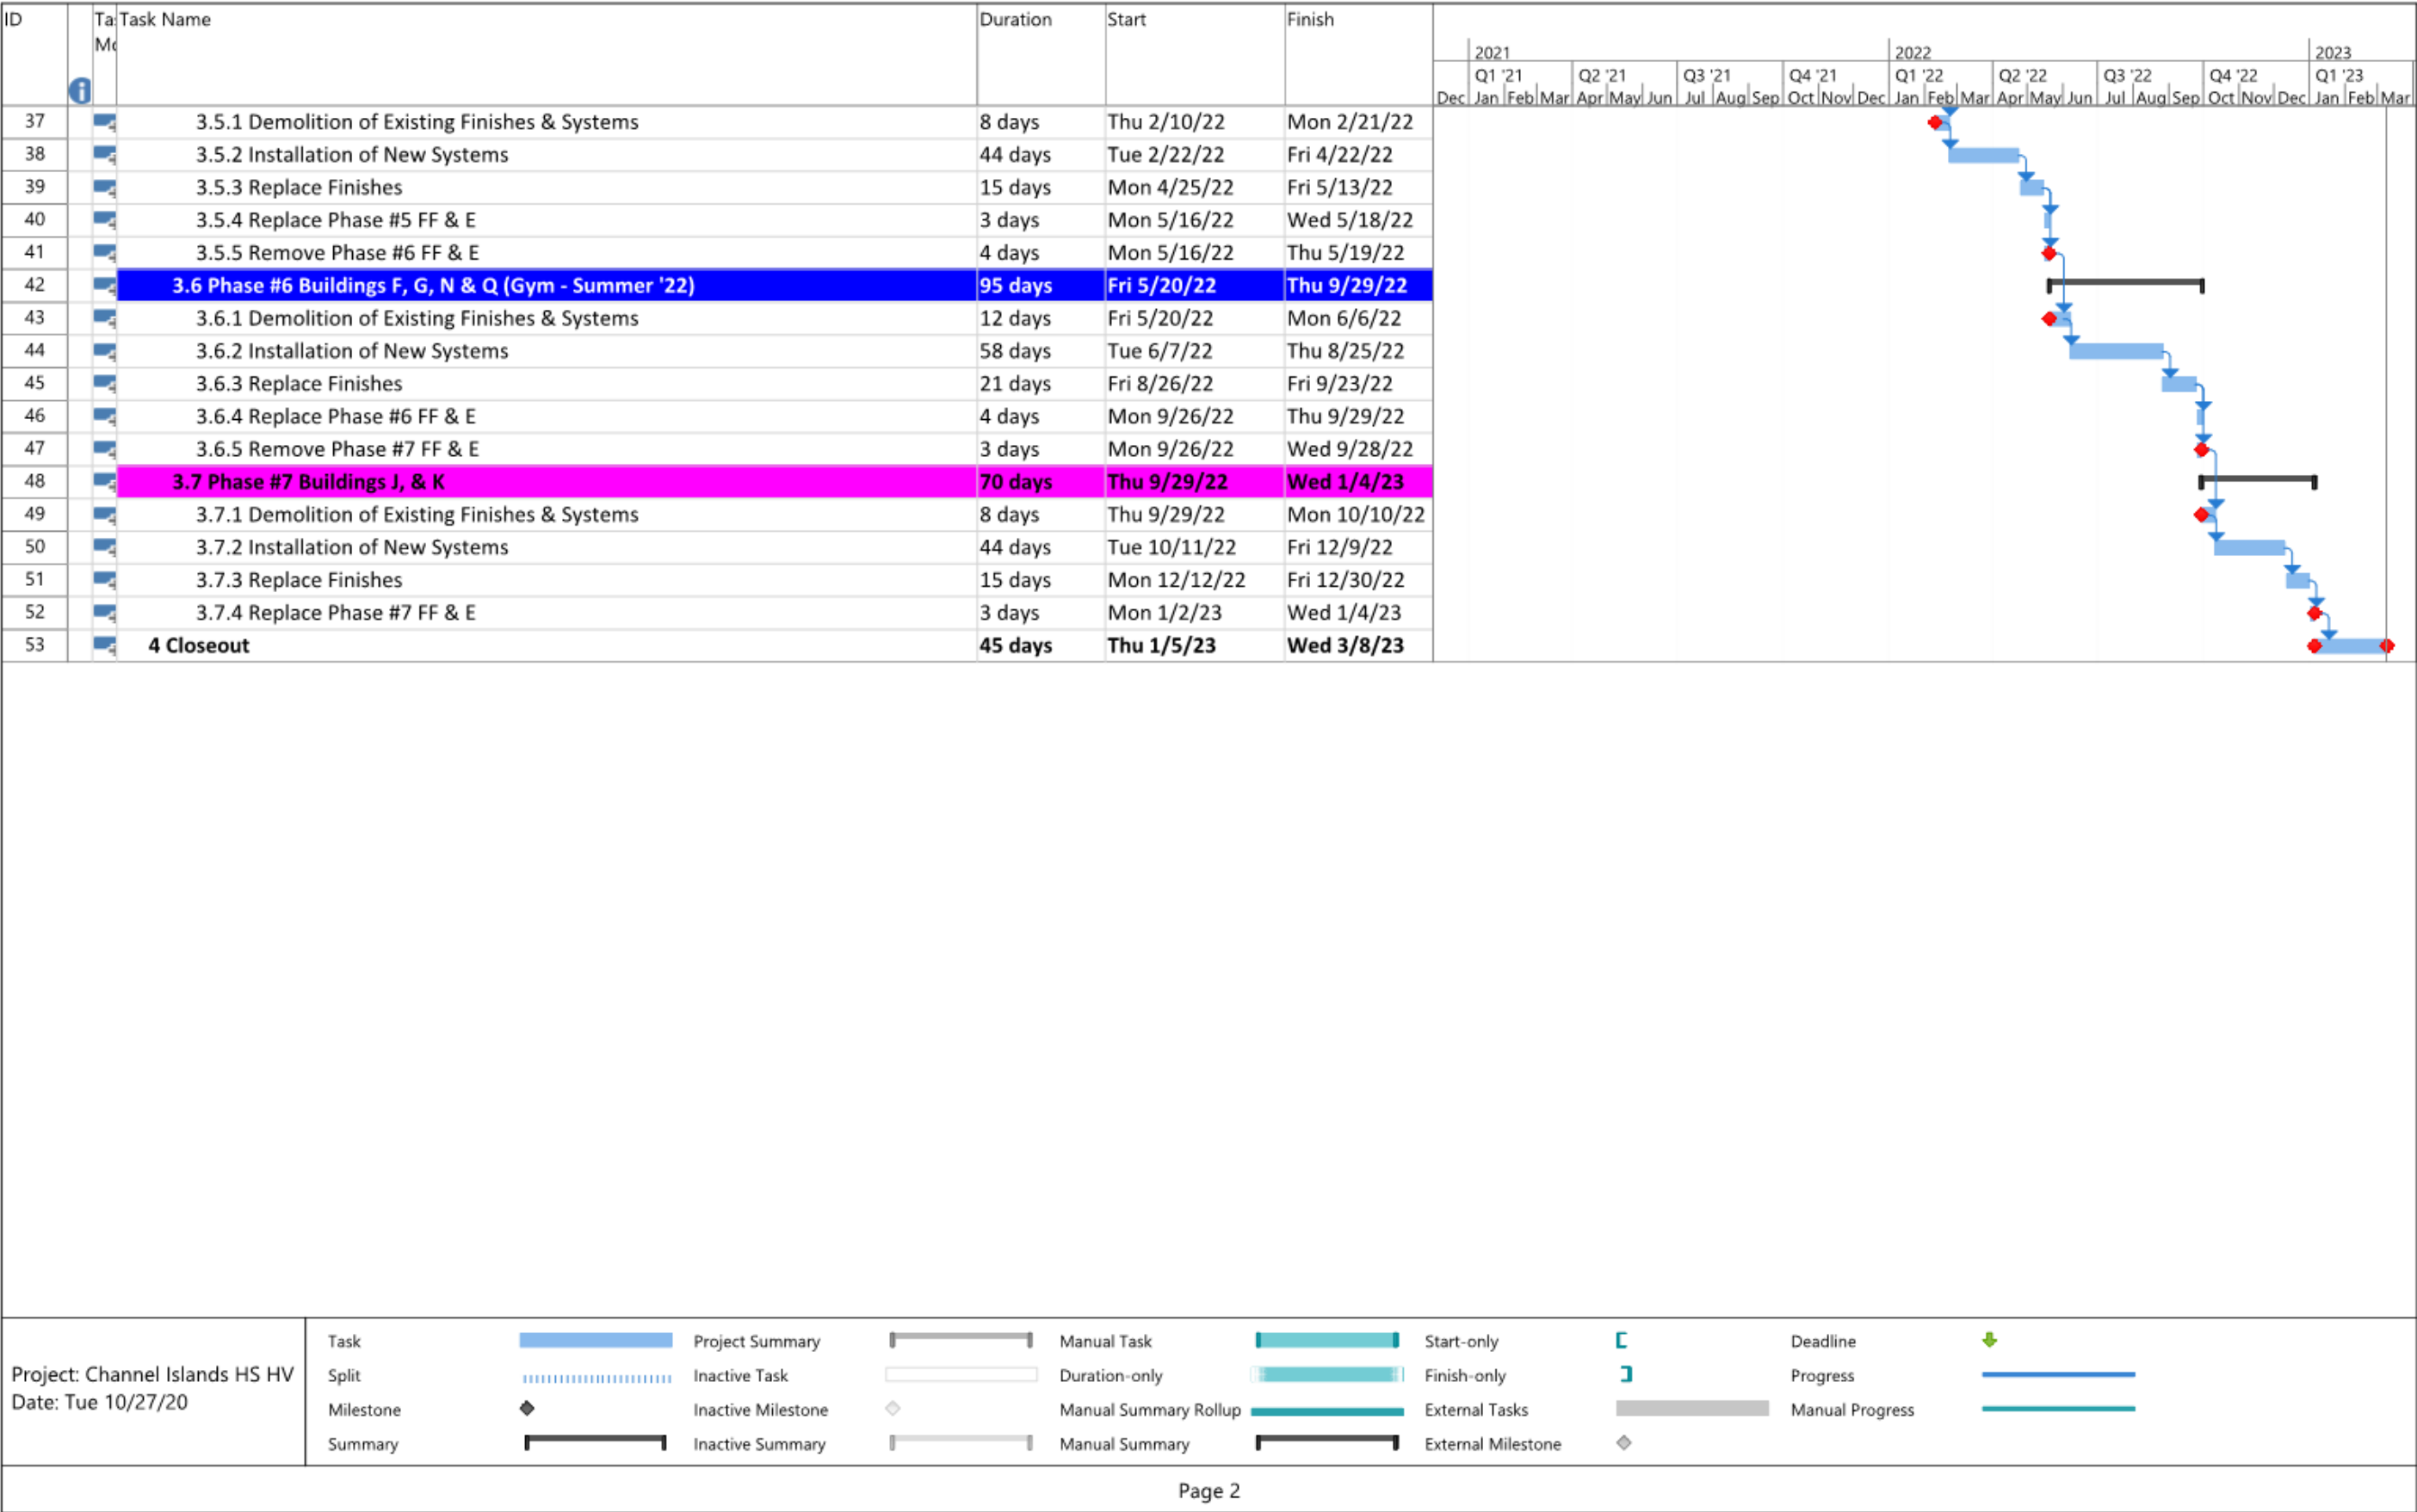 ID Ta Task Name Duration Start Finish
Mo
2021 2022 2023
Q1 '21 Q2 '21 Q3 '21 Q4 '21 Q1 '22 Q2 '22 Q3 '22 Q4 '22 Q1 '23
Dec Jan Feb Mar Apr May Jun Jul Aug Sep Oct Nov Dec Jan Feb Mar Apr May Jun Jul Aug Sep Oct Nov Dec Jan Feb Mar
37 3.5.1 Demolition of Existing Finishes & Systems 8 days Thu 2/10/22 Mon 2/21/22
38 3.5.2 Installation of New Systems 44 days Tue 2/22/22 Fri 4/22/22
39 3.5.3 Replace Finishes 15 days Mon 4/25/22 Fri 5/13/22
40 3.5.4 Replace Phase #5 FF & E 3 days Mon 5/16/22 Wed 5/18/22
41 3.5.5 Remove Phase #6 FF & E 4 days Mon 5/16/22 Thu 5/19/22
42 3.6 Phase #6 Buildings F, G, N & Q (Gym - Summer '22) 95 days Fri 5/20/22 Thu 9/29/22
43 3.6.1 Demolition of Existing Finishes & Systems 12 days Fri 5/20/22 Mon 6/6/22
44 3.6.2 Installation of New Systems 58 days Tue 6/7/22 Thu 8/25/22
45 3.6.3 Replace Finishes 21 days Fri 8/26/22 Fri 9/23/22
46 3.6.4 Replace Phase #6 FF & E 4 days Mon 9/26/22 Thu 9/29/22
47 3.6.5 Remove Phase #7 FF & E 3 days Mon 9/26/22 Wed 9/28/22
48 3.7 Phase #7 Buildings J, & K 70 days Thu 9/29/22 Wed 1/4/23
49 3.7.1 Demolition of Existing Finishes & Systems 8 days Thu 9/29/22 Mon 10/10/22
50 3.7.2 Installation of New Systems 44 days Tue 10/11/22 Fri 12/9/22
51 3.7.3 Replace Finishes 15 days Mon 12/12/22 Fri 12/30/22
52 3.7.4 Replace Phase #7 FF & E 3 days Mon 1/2/23 Wed 1/4/23
53 4 Closeout 45 days Thu 1/5/23 Wed 3/8/23
Project: Channel Islands HS HV
Date: Tue 10/27/20
Task Project Summary Manual Task Start-only Deadline
Split Inactive Task Duration-only Finish-only Progress
Milestone Inactive Milestone Manual Summary Rollup External Tasks Manual Progress
Summary Inactive Summary Manual Summary External Milestone
Page 2